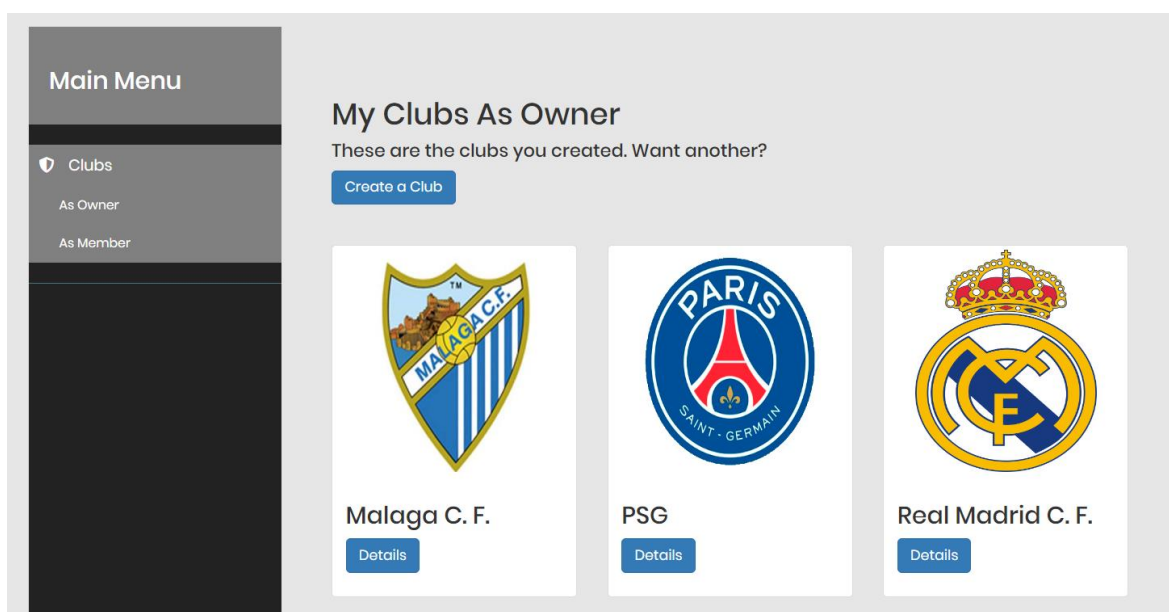 Main Menu
Clubs
As Owner
As Member
My Clubs As Owner
These are the clubs you created. Want another?
Create a Club
TM
MALAGA C.F.
PARIS
SAINT - GERMAIN
MCF
Malaga C. F.
PSG
Real Madrid C. F.
Details
Details
Details